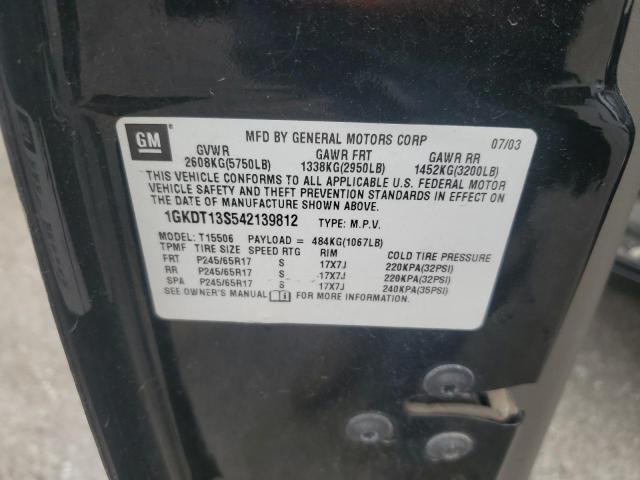 GM
®
MFD BY GENERAL MOTORS CORP 07/03
GVWR GAWR FRT GAWR RR
2608KG(5750LB) 1338KG(2950LB) 1452KG(3200LB)
THIS VEHICLE CONFORMS TO ALL APPLICABLE U.S. FEDERAL MOTOR
VEHICLE SAFETY AND THEFT PREVENTION STANDARDS IN EFFECT ON
THE DATE OF MANUFACTURE SHOWN ABOVE.
1GKDT13S542139812 TYPE: M.P.V.
MODEL: T15506 PAYLOAD = 484KG(1067LB)
TPMF TIRE SIZE SPEED RTG RIM COLD TIRE PRESSURE
FRT P245/65R17 S 17X7J 220KPA(32PSI)
RR P245/65R17 S 17X7J 220KPA(32PSI)
SPA P245/65R17 S 17X7J 240KPA(35PSI)
SEE OWNER'S MANUAL FOR MORE INFORMATION.